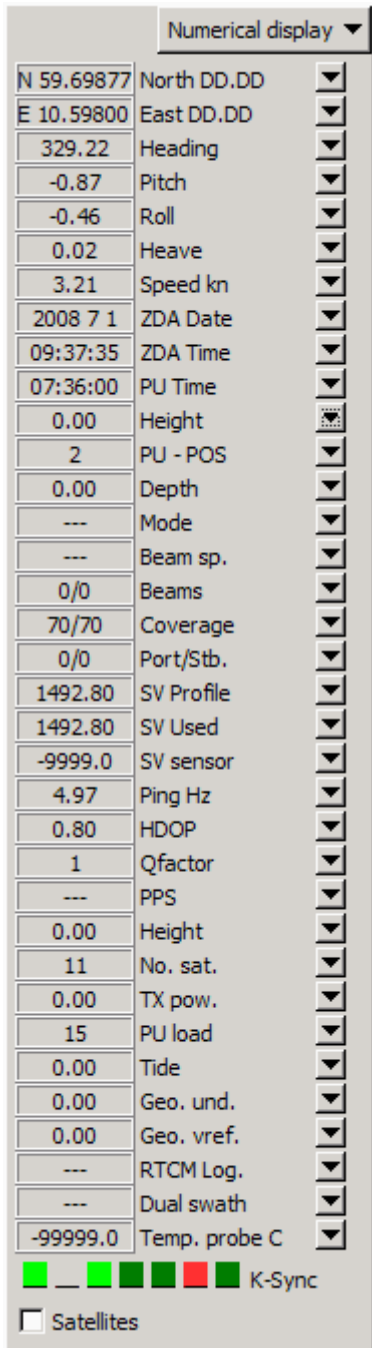 Numerical display
N 59.69877 North DD.DD
E 10.59800 East DD.DD
329.22 Heading
-0.87 Pitch
-0.46 Roll
0.02 Heave
3.21 Speed kn
2008 7 1 ZDA Date
09:37:35 ZDA Time
07:36:00 PU Time
0.00 Height
2 PU - POS
0.00 Depth
--- Mode
--- Beam sp.
0/0 Beams
70/70 Coverage
0/0 Port/Stb.
1492.80 SV Profile
1492.80 SV Used
-9999.0 SV sensor
4.97 Ping Hz
0.80 HDOP
1 Qfactor
--- PPS
0.00 Height
11 No. sat.
0.00 TX pow.
15 PU load
0.00 Tide
0.00 Geo. und.
0.00 Geo. vref.
--- RTCM Log.
--- Dual swath
-99999.0 Temp. probe C
K-Sync
Satellites